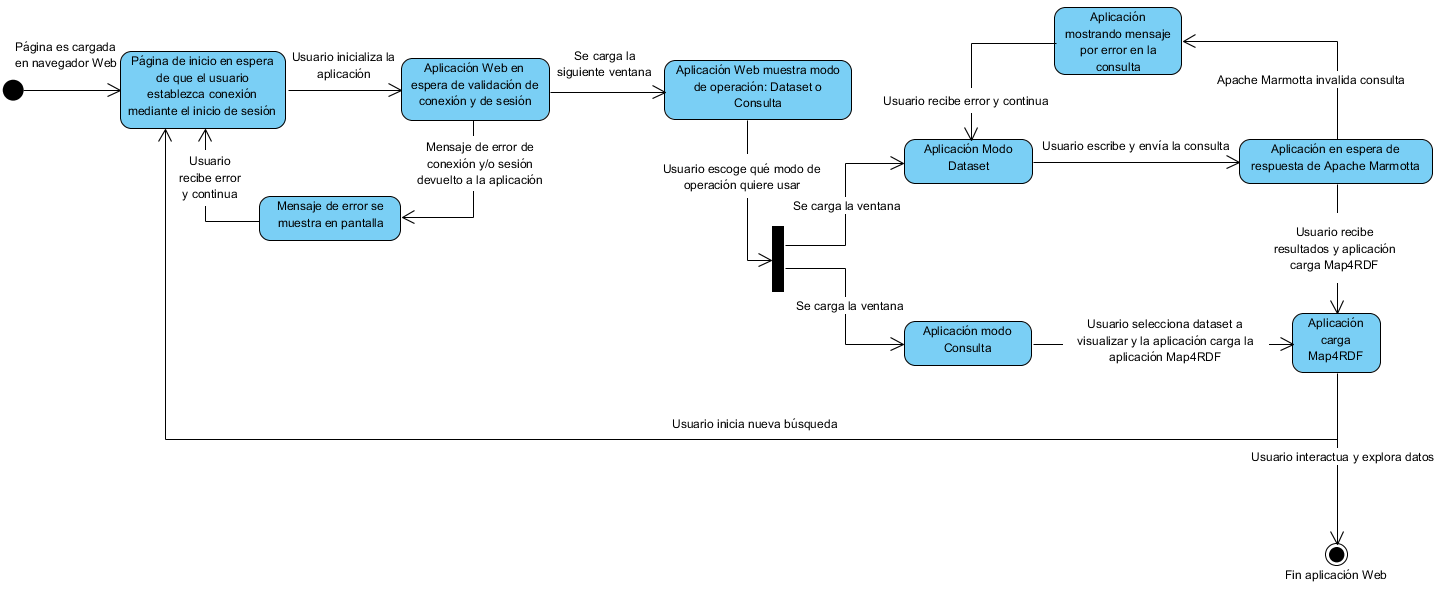 Página es cargada
en navegador Web
Página de inicio en espera
de que el usuario
establezca conexión
mediante el inicio de sesión
Usuario inicializa la
aplicación
Aplicación Web en
espera de validación de
conexión y de sesión
Se carga la
siguiente ventana
Aplicación Web muestra modo
de operación: Dataset o
Consulta
Aplicación
mostrando mensaje
por error en la
consulta
Apache Marmotta invalida consulta
Usuario recibe error y continua
Aplicación Modo
Dataset
Usuario escribe y envía la consulta
Aplicación en espera de
respuesta de Apache Marmotta
Mensaje de error de
conexión y/o sesión
devuelto a la aplicación
Usuario
recibe error
y continua
Mensaje de error se
muestra en pantalla
Usuario escoge qué modo de
operación quiere usar
Se carga la ventana
Usuario recibe
resultados y aplicación
carga Map4RDF
Se carga la ventana
Aplicación modo
Consulta
Usuario selecciona dataset a
visualizar y la aplicación carga la
aplicación Map4RDF
Aplicación
carga
Map4RDF
Usuario inicia nueva búsqueda
Usuario interactua y explora datos
Fin aplicación Web